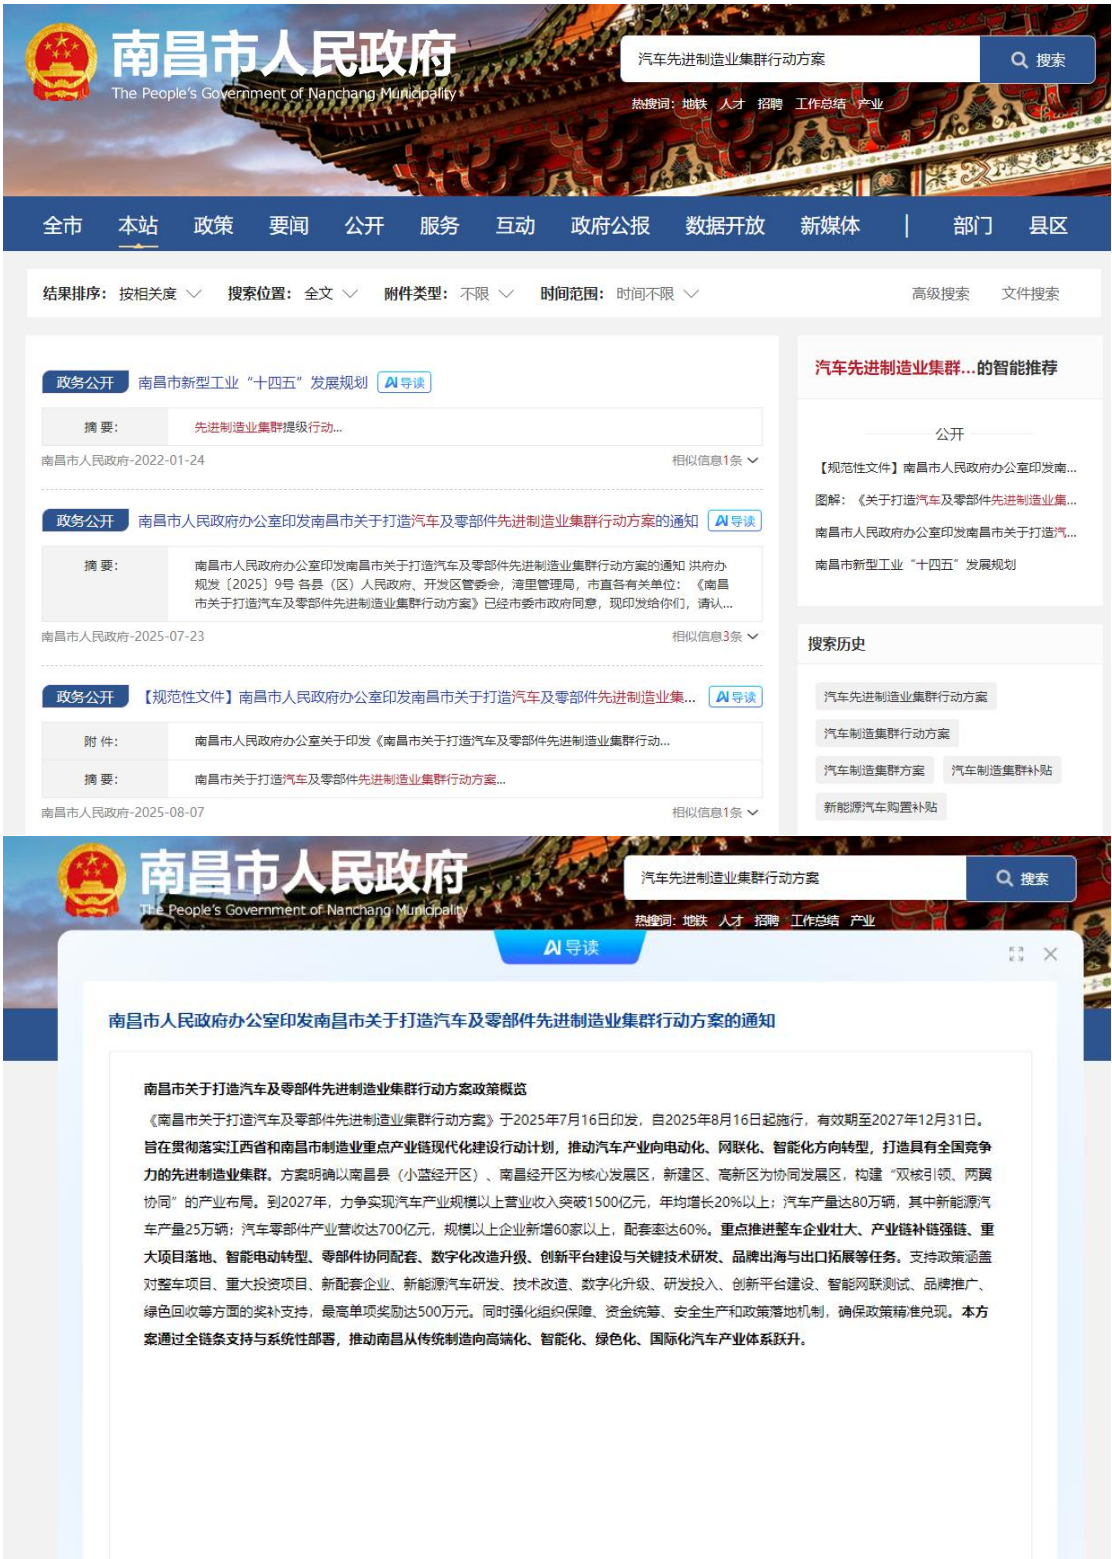 南昌市人民政府
The People's Government of Nanchang Municipality
汽车先进制造业集群行动方案
搜索
热搜词：地铁 人才 招聘 工作总结 产业
全市 本站 政策 要闻 公开 服务 互动 政府公报 数据开放 新媒体 | 部门 县区
结果排序： 按相关度 搜索位置： 全文 附件类型： 不限 时间范围： 时间不限 高级搜索 文件搜索
政务公开 南昌市新型工业“十四五”发展规划 AI导读
摘 要： 先进制造业集群提级行动...
南昌市人民政府-2022-01-24 相似信息1条
政务公开 南昌市人民政府办公室印发南昌市关于打造汽车及零部件先进制造业集群行动方案的通知 AI导读
摘 要： 南昌市人民政府办公室印发南昌市关于打造汽车及零部件先进制造业集群行动方案的通知 洪府办
规发〔2025〕9号 各县（区）人民政府、开发区管委会，湾里管理局，市直各有关单位： 《南昌
市关于打造汽车及零部件先进制造业集群行动方案》已经市委市政府同意，现印发给你们，请认...
南昌市人民政府-2025-07-23 相似信息3条
政务公开 【规范性文件】南昌市人民政府办公室印发南昌市关于打造汽车及零部件先进制造业集... AI导读
附 件： 南昌市人民政府办公室关于印发《南昌市关于打造汽车及零部件先进制造业集群行动...
摘 要： 南昌市关于打造汽车及零部件先进制造业集群行动方案...
南昌市人民政府-2025-08-07 相似信息1条
汽车先进制造业集群...的智能推荐
公开
【规范性文件】南昌市人民政府办公室印发南...
图解：《关于打造汽车及零部件先进制造业集...
南昌市人民政府办公室印发南昌市关于打造汽...
南昌市新型工业“十四五”发展规划
搜索历史
汽车先进制造业集群行动方案
汽车制造集群行动方案
汽车制造集群方案 汽车制造集群补贴
新能源汽车购置补贴
南昌市人民政府
The People's Government of Nanchang Municipality
汽车先进制造业集群行动方案
搜索
热搜词：地铁 人才 招聘 工作总结 产业
AI导读
南昌市人民政府办公室印发南昌市关于打造汽车及零部件先进制造业集群行动方案的通知
南昌市关于打造汽车及零部件先进制造业集群行动方案政策概览
《南昌市关于打造汽车及零部件先进制造业集群行动方案》于2025年7月16日印发，自2025年8月16日起施行，有效期至2027年12月31日。
旨在贯彻落实江西省和南昌市制造业重点产业链现代化建设行动计划，推动汽车产业向电动化、网联化、智能化方向转型，打造具有全国竞争
力的先进制造业集群。方案明确以南昌县（小蓝经开区）、南昌经开区为核心发展区，新建区、高新区为协同发展区，构建“双核引领、两翼
协同”的产业布局。到2027年，力争实现汽车产业规模以上营业收入突破1500亿元，年均增长20%以上；汽车产量达80万辆，其中新能源汽
车产量25万辆；汽车零部件产业营收达700亿元，规模以上企业新增60家以上，配套率达60%。重点推进整车企业壮大、产业链补链强链、重
大项目落地、智能电动转型、零部件协同配套、数字化改造升级、创新平台建设与关键技术研发、品牌出海与出口拓展等任务。支持政策涵盖
对整车项目、重大投资项目、新配套企业、新能源汽车研发、技术改造、数字化升级、研发投入、创新平台建设、智能网联测试、品牌推广、
绿色回收等方面的奖补支持，最高单项奖励达500万元。同时强化组织保障、资金统筹、安全生产和政策落地机制，确保政策精准兑现。本方
案通过全链条支持与系统性部署，推动南昌从传统制造向高端化、智能化、绿色化、国际化汽车产业体系跃升。